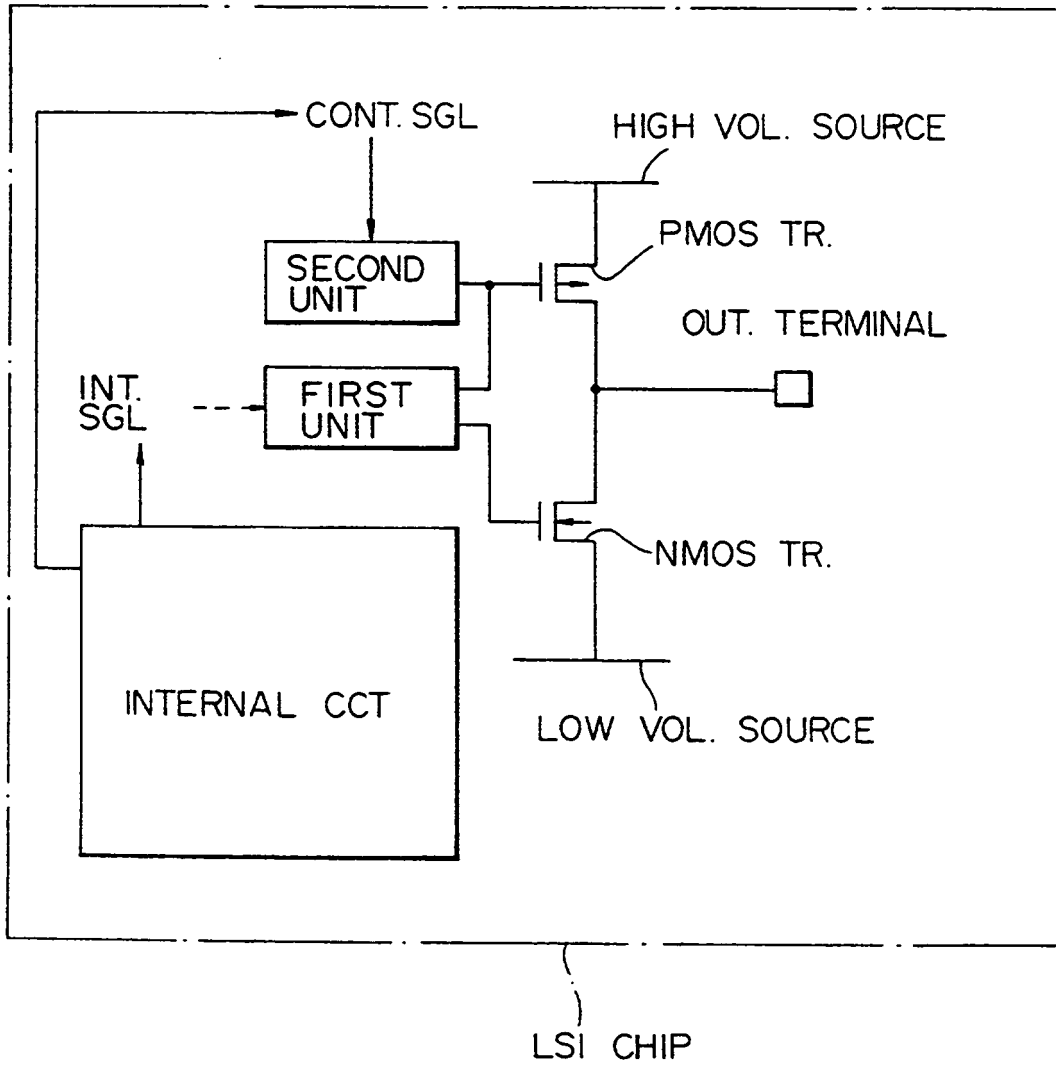 CONT. SGL
HIGH VOL. SOURCE
PMOS TR.
SECOND
UNIT
OUT. TERMINAL
INT.
SGL
FIRST
UNIT
NMOS TR.
INTERNAL CCT
LOW VOL. SOURCE
LSI CHIP